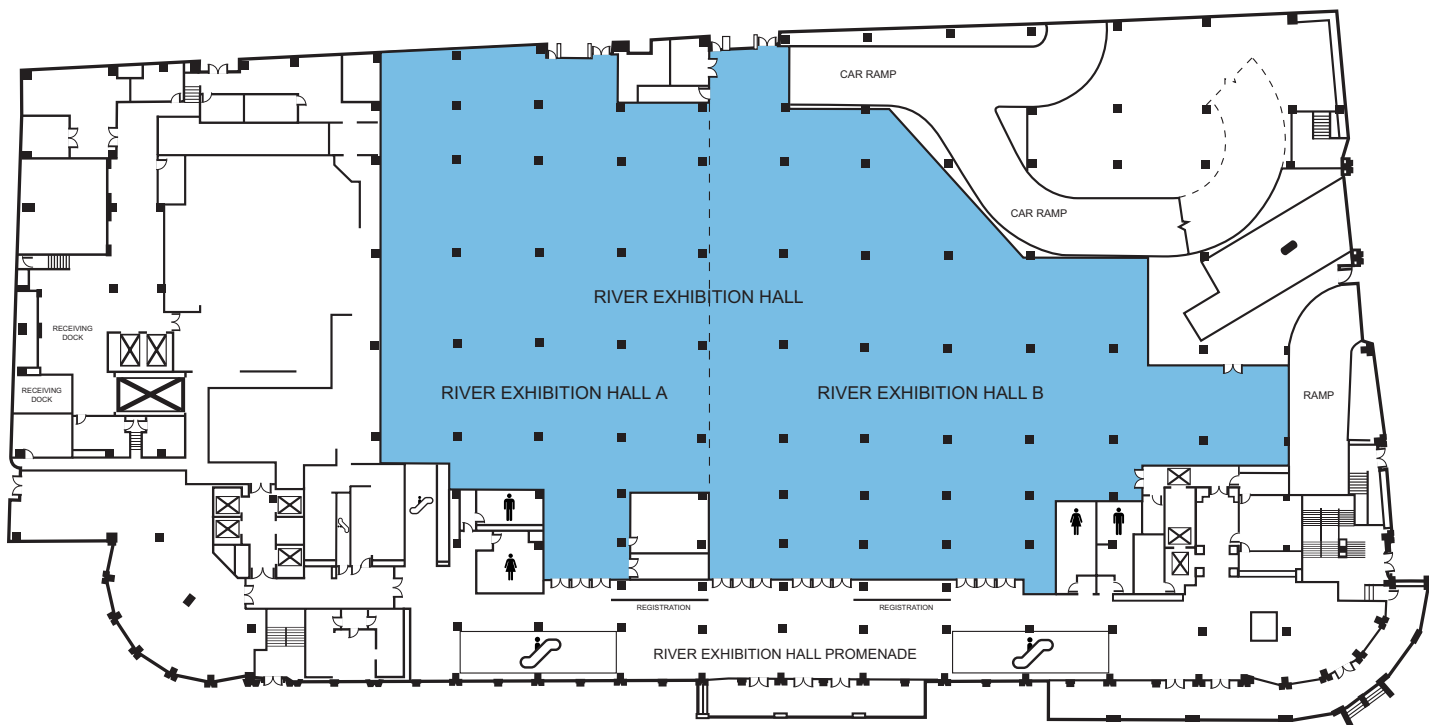 CAR RAMP
CAR RAMP
RIVER EXHIBITION HALL
RECEIVING
DOCK
RECEIVING
DOCK
RIVER EXHIBITION HALL A
RIVER EXHIBITION HALL B
RAMP
REGISTRATION
REGISTRATION
RIVER EXHIBITION HALL PROMENADE